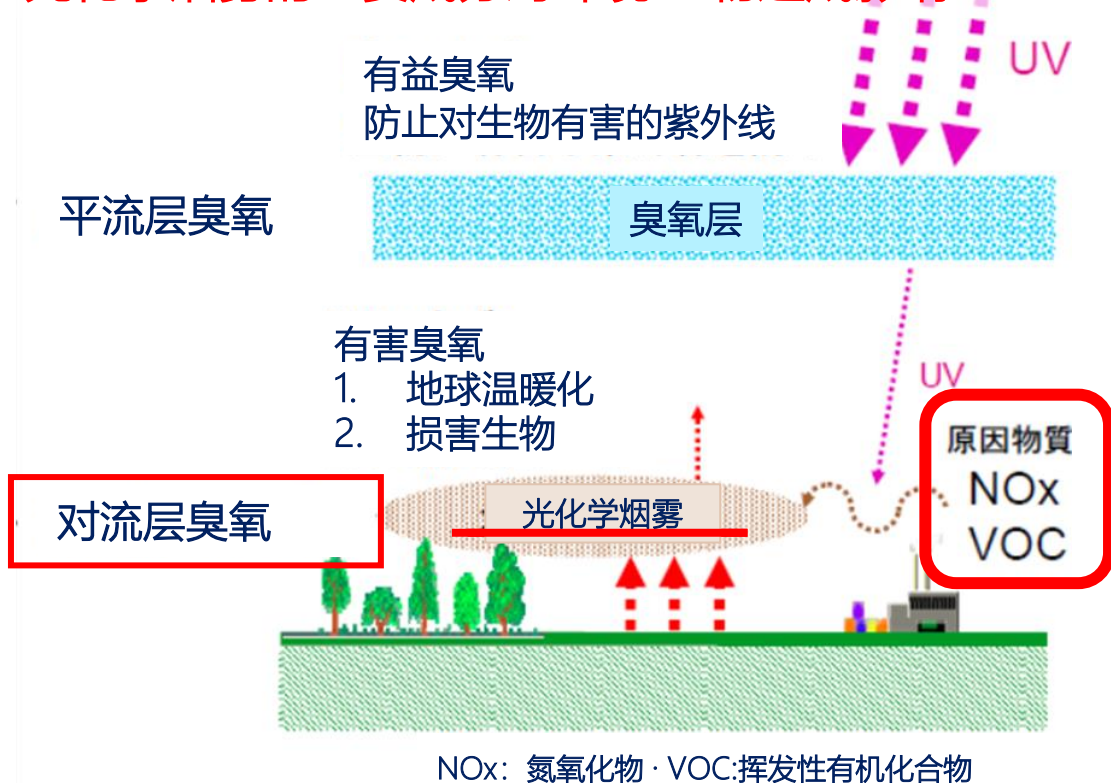 UV
有益臭氧
防止对生物有害的紫外线
平流层臭氧
臭氧层
有害臭氧
1. 地球温暖化
2. 损害生物
UV
原因物質
NOx
VOC
对流层臭氧
光化学烟雾
NOx：氮氧化物 · VOC:挥发性有机化合物